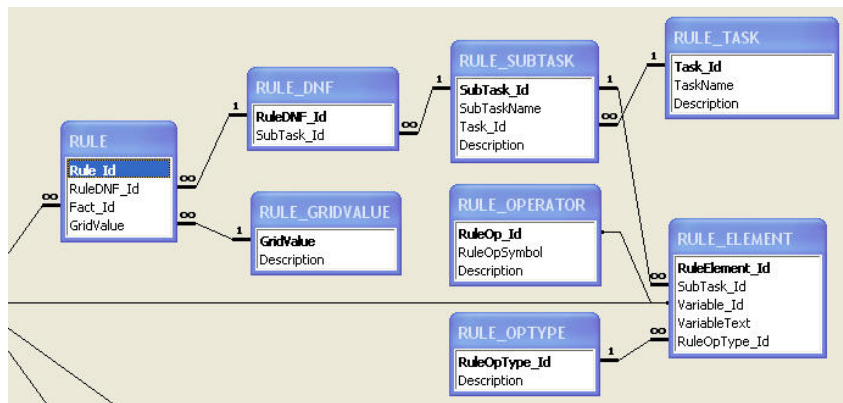 RULE_TASK
Task_Id
TaskName
Description
RULE_SUBTASK
SubTask_Id
SubTaskName
Task_Id
Description
RULE_DNF
RuleDNF_Id
SubTask_Id
RULE
Rule_Id
RuleDNF_Id
Fact_Id
GridValue
RULE_GRIDVALUE
GridValue
Description
RULE_OPERATOR
RuleOp_Id
RuleOpSymbol
Description
RULE_ELEMENT
RuleElement_Id
SubTask_Id
Variable_Id
VariableText
RuleOpType_Id
RULE_OPTYPE
RuleOpType_Id
Description
1
∞
1
∞
1
∞
1
∞
1
∞
∞
1
∞